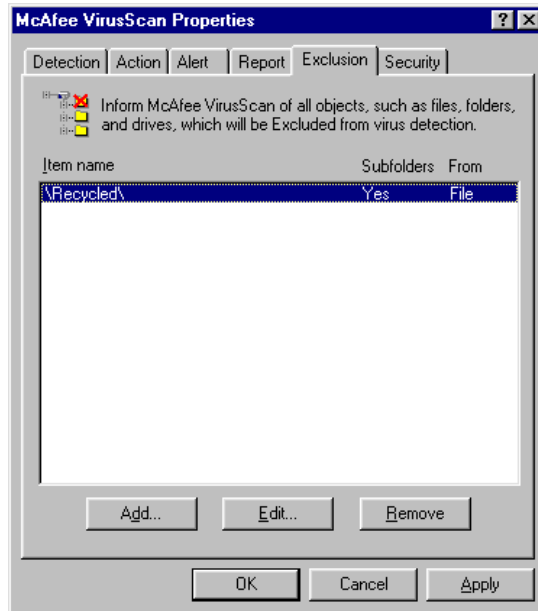 McAfee VirusScan Properties
Detection Action Alert Report Exclusion Security
Inform McAfee VirusScan of all objects, such as files, folders,
and drives, which will be Excluded from virus detection.
Item name Subfolders From
\Recycled\ Yes File
Add... Edit... Remove
OK Cancel Apply